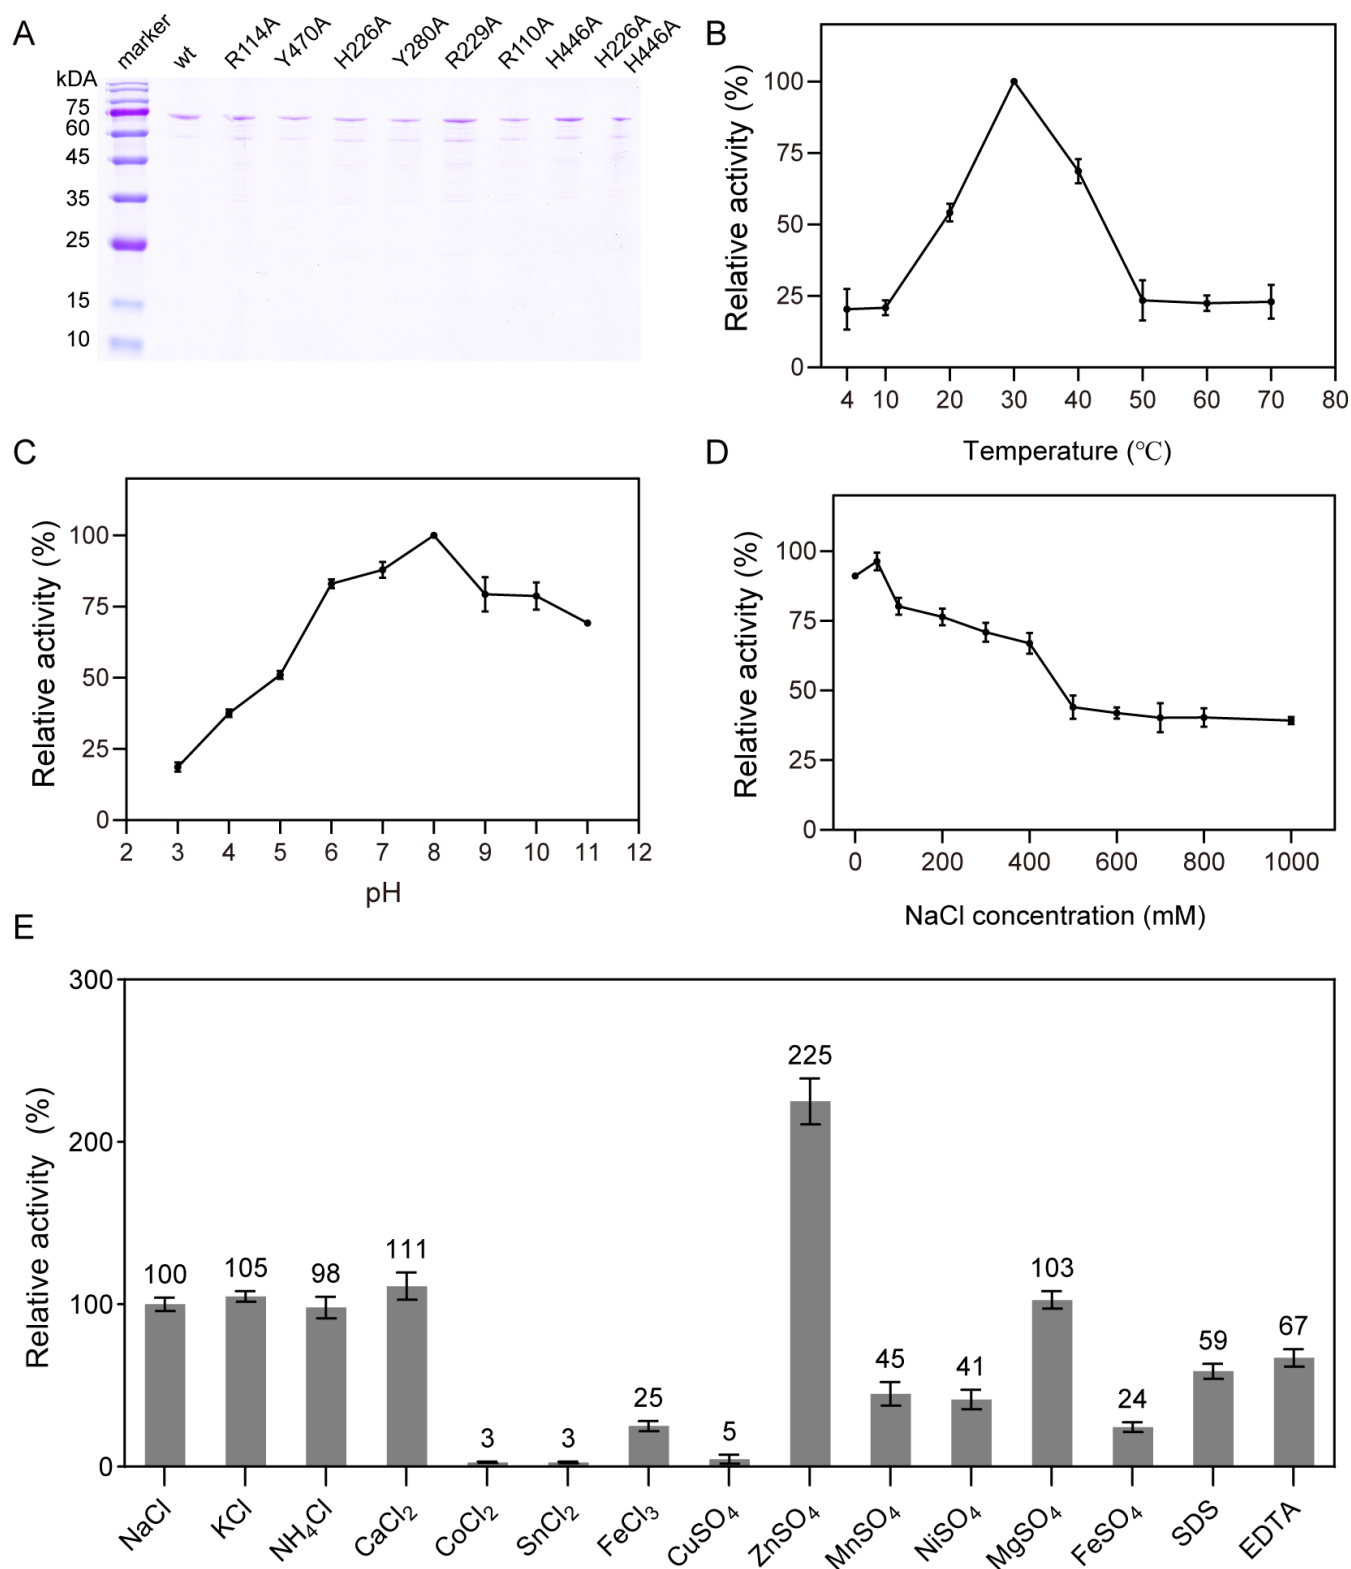 A
marker
wt
R114A
Y470A
H226A
Y280A
R229A
R110A
H446A
H226A
H446A
kDA
75
60
45
35
25
15
10
B
Relative activity (%)
100
75
50
25
0
4 10 20 30 40 50 60 70 80
Temperature (℃)
C
Relative activity (%)
100
75
50
25
0
2 3 4 5 6 7 8 9 10 11 12
pH
D
Relative activity (%)
100
75
50
25
0
0 200 400 600 800 1000
NaCl concentration (mM)
E
Relative activity (%)
300
200
100
0
100 105 98 111 3 3 25 5 225 45 41 103 24 59 67
NaCl
KCl
NH₄Cl
CaCl₂
CoCl₂
SnCl₂
FeCl₃
CuSO₄
ZnSO₄
MnSO₄
NiSO₄
MgSO₄
FeSO₄
SDS
EDTA